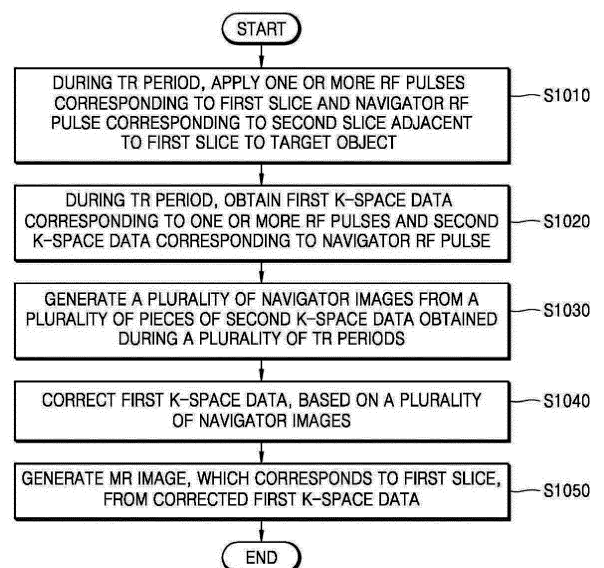 START
DURING TR PERIOD, APPLY ONE OR MORE RF PULSES
CORRESPONDING TO FIRST SLICE AND NAVIGATOR RF
PULSE CORRESPONDING TO SECOND SLICE ADJACENT
TO FIRST SLICE TO TARGET OBJECT
S1010
DURING TR PERIOD, OBTAIN FIRST K-SPACE DATA
CORRESPONDING TO ONE OR MORE RF PULSES AND SECOND
K-SPACE DATA CORRESPONDING TO NAVIGATOR RF PULSE
S1020
GENERATE A PLURALITY OF NAVIGATOR IMAGES FROM A
PLURALITY OF PIECES OF SECOND K-SPACE DATA OBTAINED
DURING A PLURALITY OF TR PERIODS
S1030
CORRECT FIRST K-SPACE DATA, BASED ON A PLURALITY
OF NAVIGATOR IMAGES
S1040
GENERATE MR IMAGE, WHICH CORRESPONDS TO FIRST SLICE,
FROM CORRECTED FIRST K-SPACE DATA
S1050
END